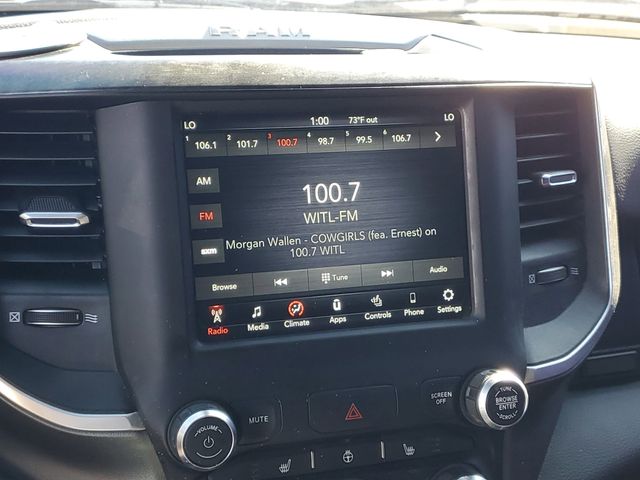 RAM
LO 1:00 73°F out LO
1 106.1 2 101.7 3 100.7 4 98.7 5 99.5 6 106.7
AM
100.7
FM
WITL-FM
sxm
Morgan Wallen - COWGIRLS (fea. Ernest) on
100.7 WITL
Browse Tune Audio
Radio Media Climate Apps Controls Phone Settings
VOLUME
MUTE
SCREEN
OFF
TUNE
BROWSE
ENTER
SCROLL